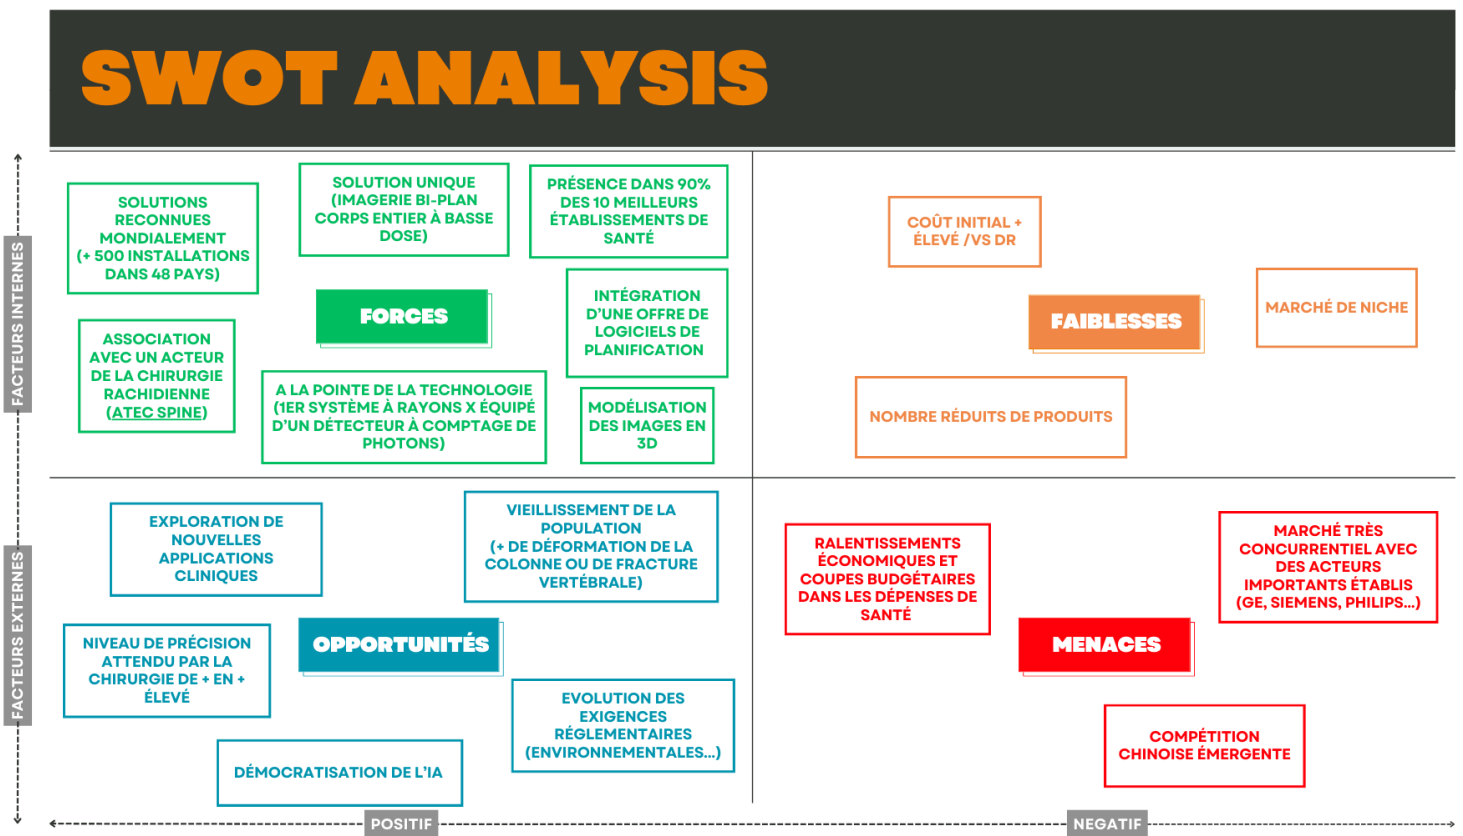 SWOT ANALYSIS
FACTEURS INTERNES
SOLUTIONS
RECONNUES
MONDIALEMENT
(+ 500 INSTALLATIONS
DANS 48 PAYS)
SOLUTION UNIQUE
(IMAGERIE BI-PLAN
CORPS ENTIER À BASSE
DOSE)
PRÉSENCE DANS 90%
DES 10 MEILLEURS
ÉTABLISSEMENTS DE
SANTÉ
FORCES
INTÉGRATION
D'UNE OFFRE DE
LOGICIELS DE
PLANIFICATION
ASSOCIATION
AVEC UN ACTEUR
DE LA CHIRURGIE
RACHIDIENNE
(ATEC SPINE)
A LA POINTE DE LA TECHNOLOGIE
(1ER SYSTÈME À RAYONS X ÉQUIPÉ
D'UN DÉTECTEUR À COMPTAGE DE
PHOTONS)
MODÉLISATION
DES IMAGES EN
3D
COÛT INITIAL +
ÉLEVÉ /VS DR
FAIBLESSES
MARCHÉ DE NICHE
NOMBRE RÉDUITS DE PRODUITS
FACTEURS EXTERNES
EXPLORATION DE
NOUVELLES
APPLICATIONS
CLINIQUES
VIEILLISSEMENT DE LA
POPULATION
(+ DE DÉFORMATION DE LA
COLONNE OU DE FRACTURE
VERTÉBRALE)
OPPORTUNITÉS
NIVEAU DE PRÉCISION
ATTENDU PAR LA
CHIRURGIE DE + EN +
ÉLEVÉ
EVOLUTION DES
EXIGENCES
RÉGLEMENTAIRES
(ENVIRONNEMENTALES...)
DÉMOCRATISATION DE L'IA
RALENTISSEMENTS
ÉCONOMIQUES ET
COUPES BUDGÉTAIRES
DANS LES DÉPENSES DE
SANTÉ
MARCHÉ TRÈS
CONCURRENTIEL AVEC
DES ACTEURS
IMPORTANTS ÉTABLIS
(GE, SIEMENS, PHILIPS...)
MENACES
COMPÉTITION
CHINOISE ÉMERGENTE
POSITIF
NEGATIF